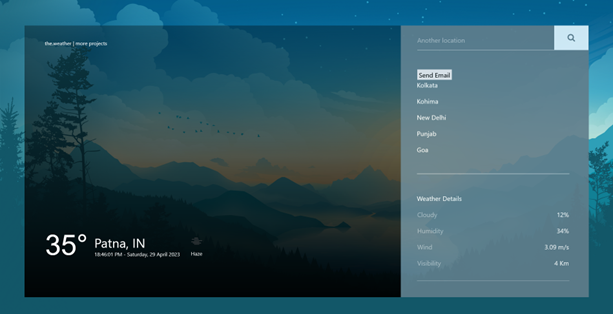 the.weather | more projects
Another location
Send Email
Kolkata
Kohima
New Delhi
Punjab
Goa
Weather Details
Cloudy 12%
Humidity 34%
Wind 3.09 m/s
Visibility 4 Km
35° Patna, IN
18:46:01 PM - Saturday, 29 April 2023
Haze